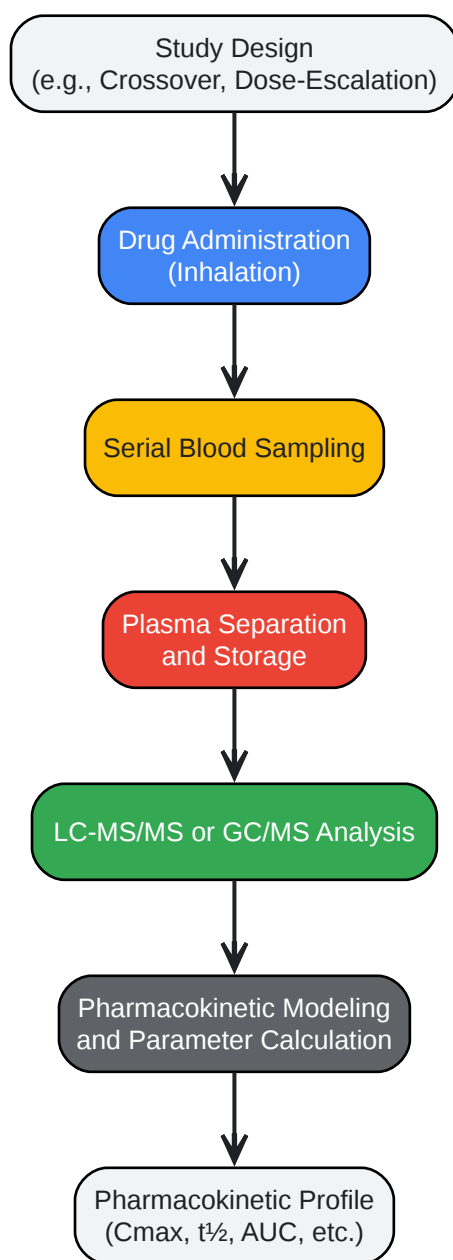 Study Design
(e.g., Crossover, Dose-Escalation)
Drug Administration
(Inhalation)
Serial Blood Sampling
Plasma Separation
and Storage
LC-MS/MS or GC/MS Analysis
Pharmacokinetic Modeling
and Parameter Calculation
Pharmacokinetic Profile
(Cmax, t½, AUC, etc.)